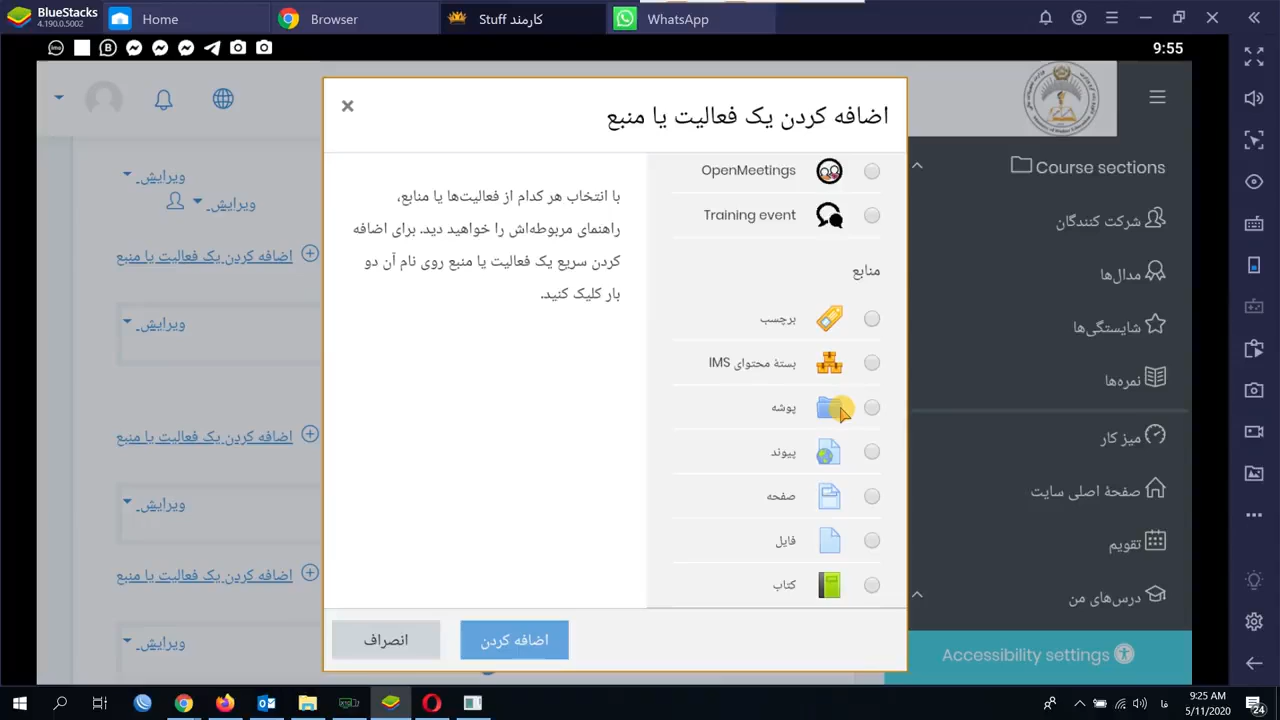 BlueStacks
4.190.0.5002
Home
Browser
Stuff کارمند
WhatsApp
9:55
اضافه کردن یک فعالیت یا منبع
با انتخاب هر کدام از فعالیت‌ها یا منابع،
راهنمای مربوطه‌اش را خواهید دید. برای اضافه
کردن سریع یک فعالیت یا منبع روی نام آن دو
بار کلیک کنید.
OpenMeetings
Training event
منابع
برچسب
بستهٔ محتوای IMS
پوشه
پیوند
صفحه
فایل
کتاب
اضافه کردن
انصراف
Course sections
شرکت کنندگان
مدال‌ها
شایستگی‌ها
نمره‌ها
میز کار
صفحهٔ اصلی سایت
تقویم
درس‌های من
Accessibility settings
ویرایش
ویرایش
اضافه کردن یک فعالیت یا منبع
ویرایش
اضافه کردن یک فعالیت یا منبع
ویرایش
اضافه کردن یک فعالیت یا منبع
ویرایش
فا
9:25 AM
5/11/2020
24